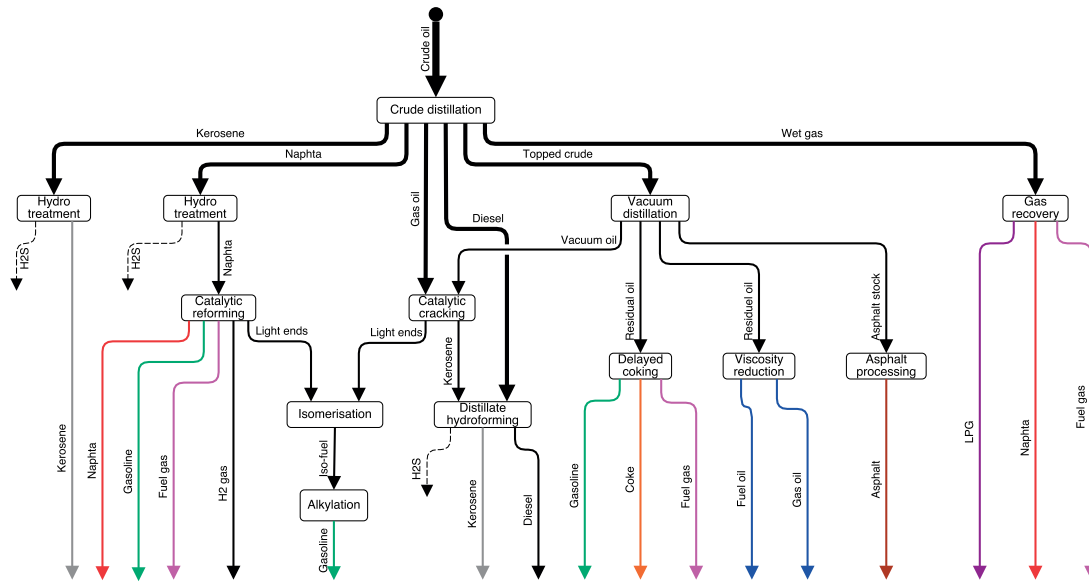 Crude oil
Crude distillation
Kerosene
Naphta
Gas oil
Diesel
Topped crude
Wet gas
Hydro
treatment
Hydro
treatment
Vacuum
distillation
Gas
recovery
H2S
H2S
Naphta
Vacuum oil
Residual oil
Residuel oil
Asphalt stock
Catalytic
reforming
Catalytic
cracking
Light ends
Light ends
Kerosene
Delayed
coking
Viscosity
reduction
Asphalt
processing
Isomerisation
Distillate
hydroforming
Iso-fuel
H2S
Alkylation
Kerosene
Naphta
Gasoline
Fuel gas
H2 gas
Gasoline
Kerosene
Diesel
Gasoline
Coke
Fuel gas
Fuel oil
Gas oil
Asphalt
LPG
Naphta
Fuel gas